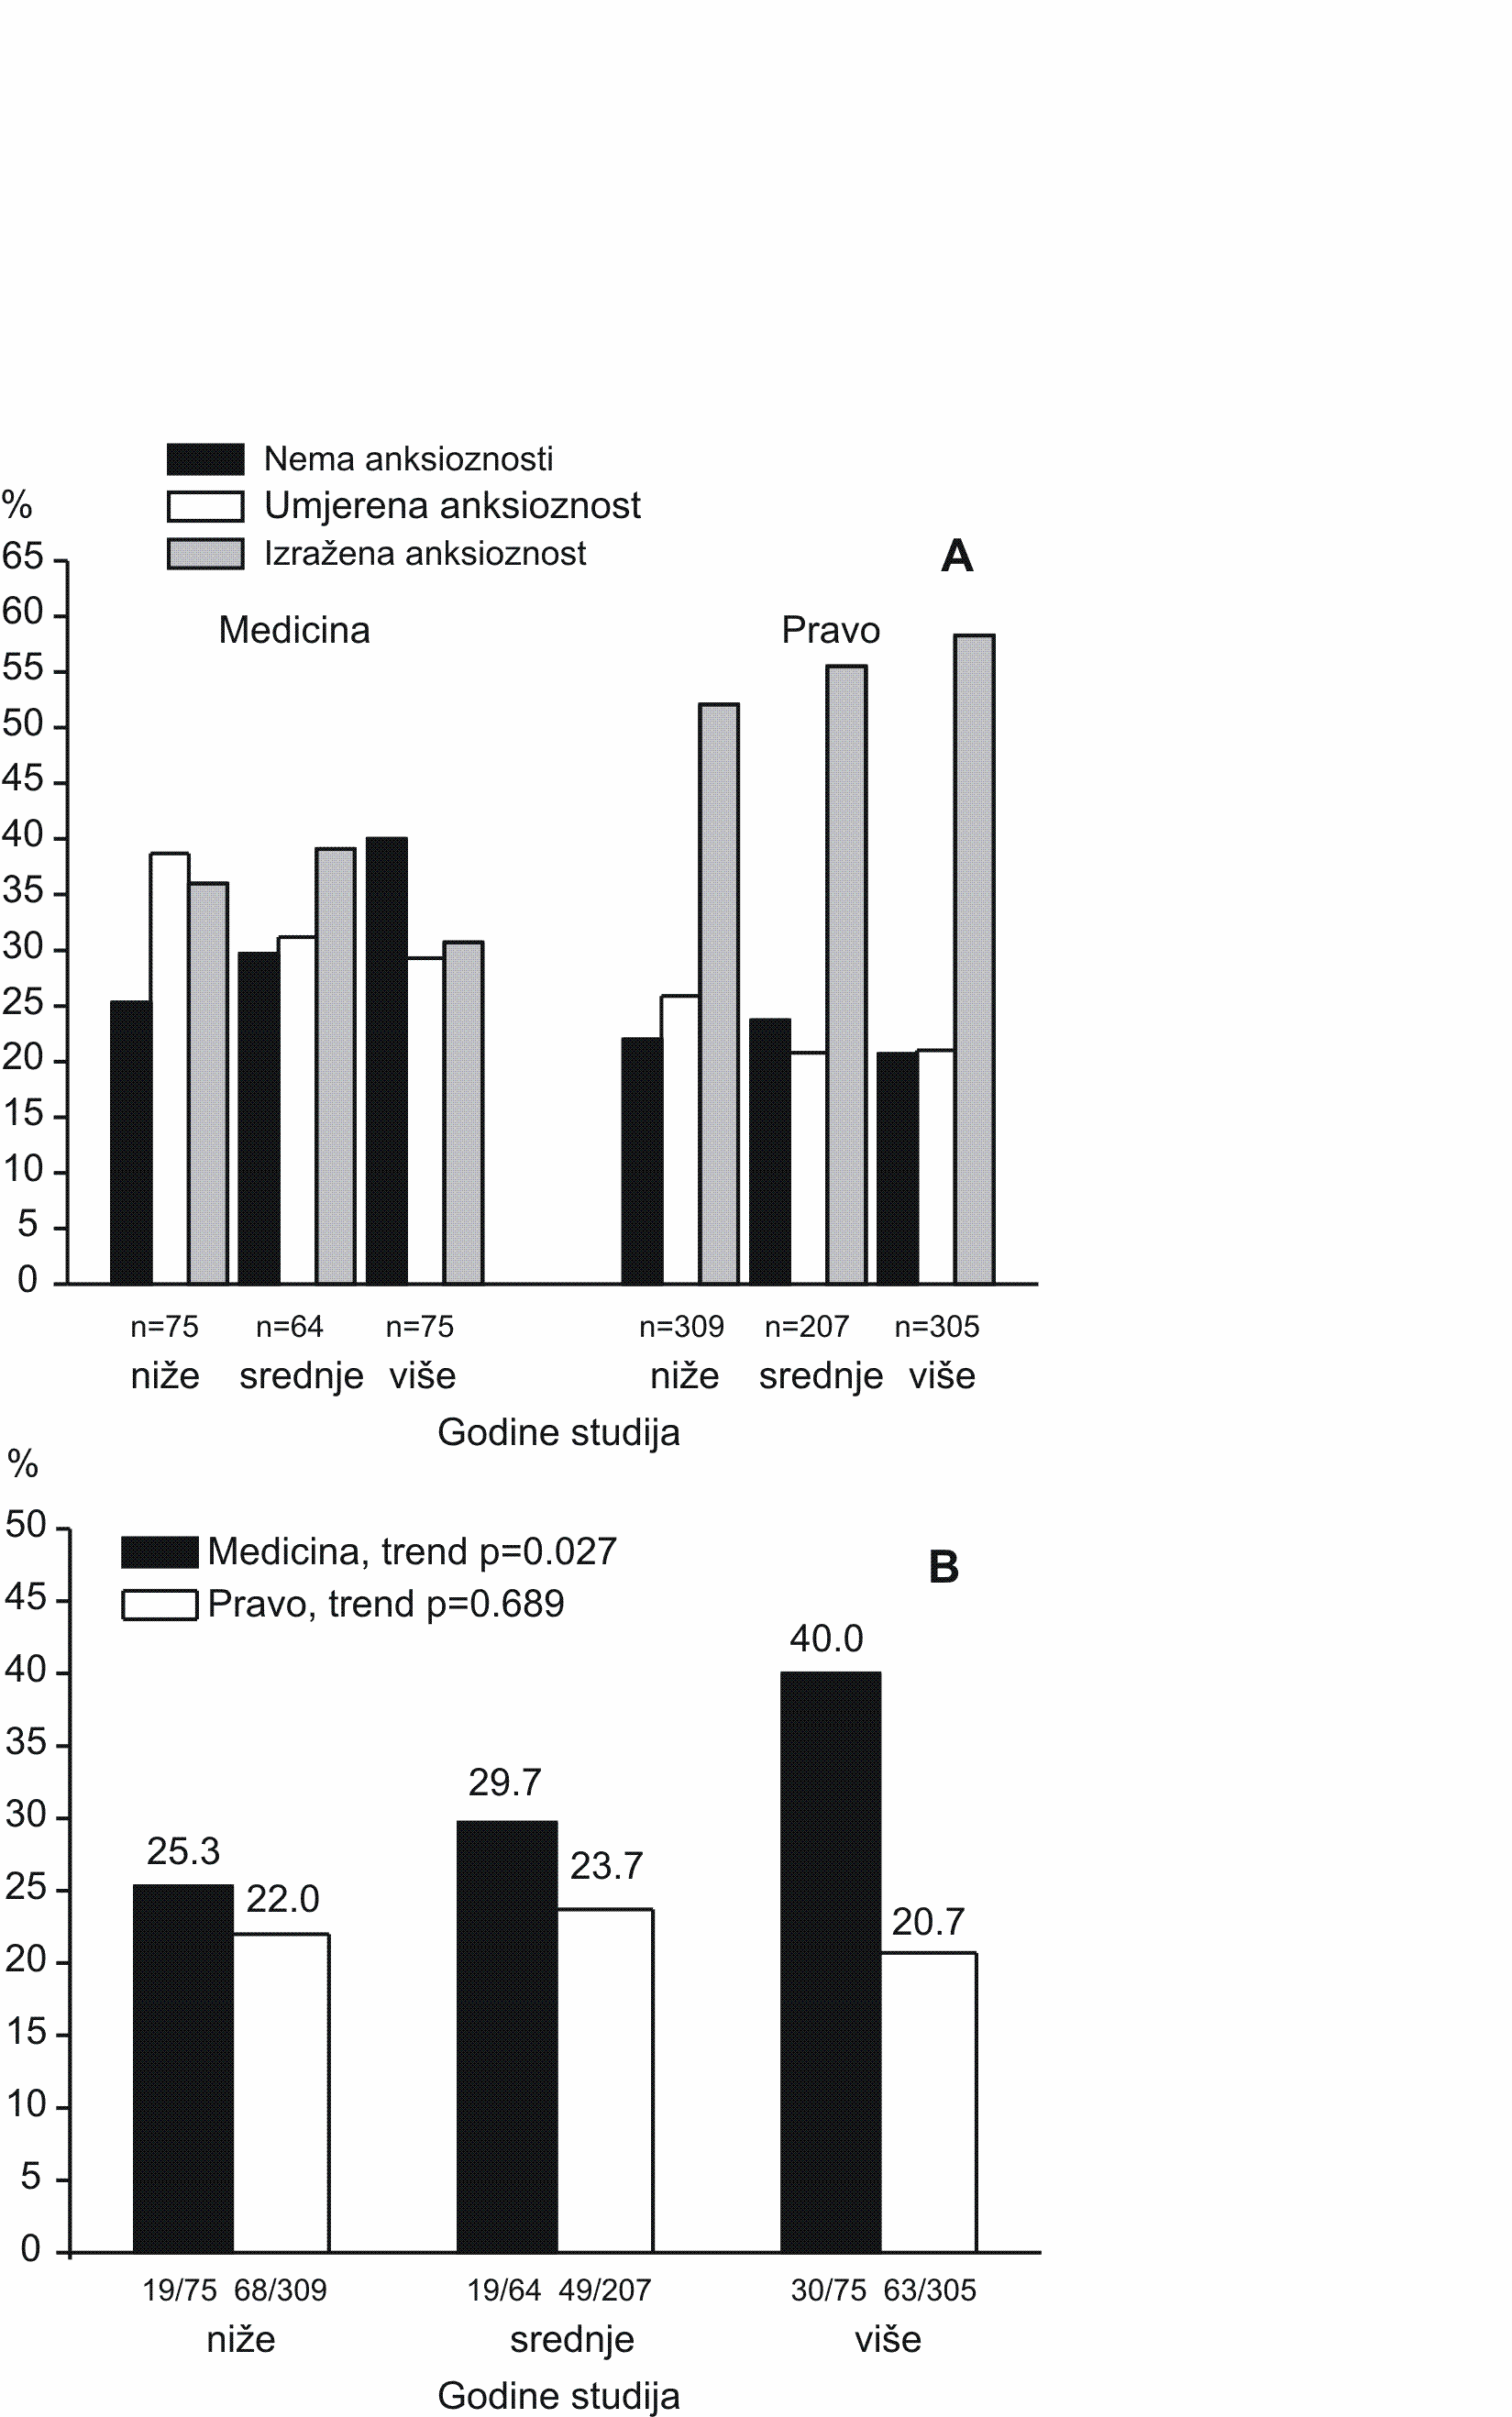 Nema anksioznosti
% Umjerena anksioznost
Izražena anksioznost
A
65
60
55
50
45
40
35
30
25
20
15
10
5
0
Medicina Pravo
n=75 n=64 n=75 n=309 n=207 n=305
niže srednje više niže srednje više
Godine studija
%
50
45
40
35
30
25
20
15
10
5
0
Medicina, trend p=0.027
Pravo, trend p=0.689
B
25.3 22.0 29.7 23.7 40.0 20.7
19/75 68/309 19/64 49/207 30/75 63/305
niže srednje više
Godine studija